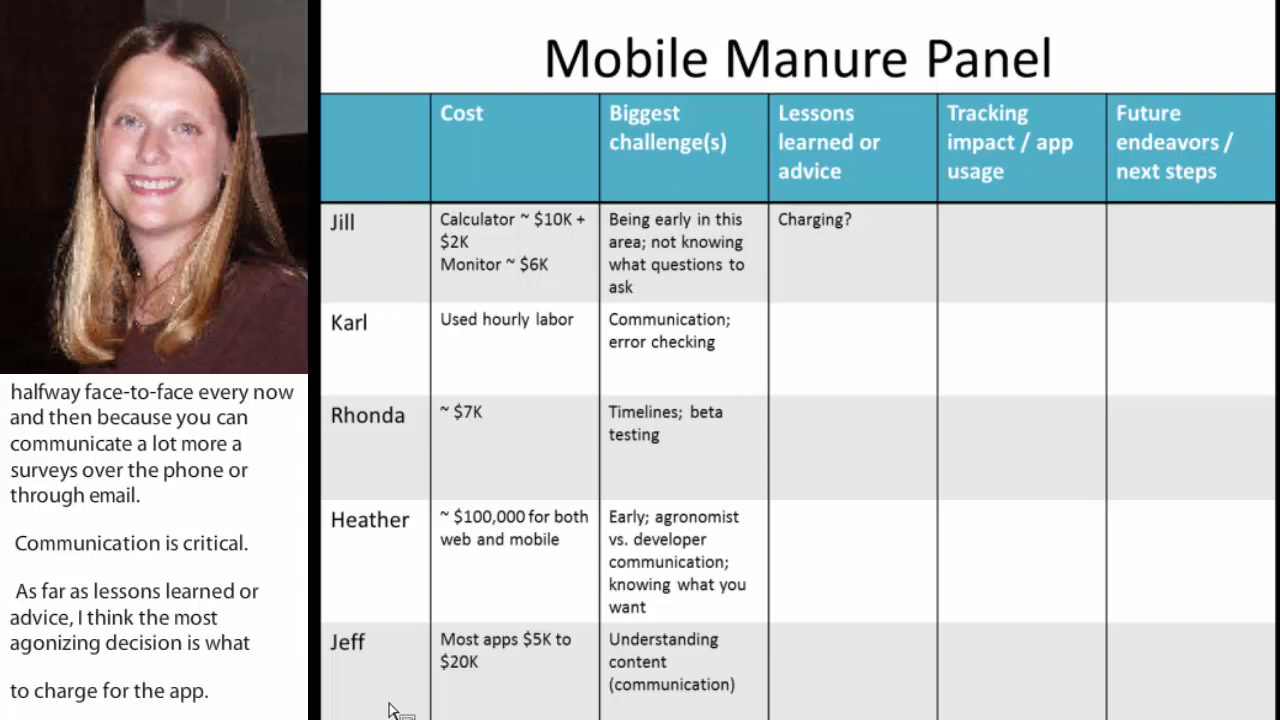 Mobile Manure Panel
Cost
Biggest
challenge(s)
Lessons
learned or
advice
Tracking
impact / app
usage
Future
endeavors /
next steps
Jill
Calculator ~ $10K +
$2K
Monitor ~ $6K
Being early in this
area; not knowing
what questions to
ask
Charging?
Karl
Used hourly labor
Communication;
error checking
Rhonda
~ $7K
Timelines; beta
testing
Heather
~ $100,000 for both
web and mobile
Early; agronomist
vs. developer
communication;
knowing what you
want
Jeff
Most apps $5K to
$20K
Understanding
content
(communication)
halfway face-to-face every now
and then because you can
communicate a lot more a
surveys over the phone or
through email.
Communication is critical.
As far as lessons learned or
advice, I think the most
agonizing decision is what
to charge for the app.